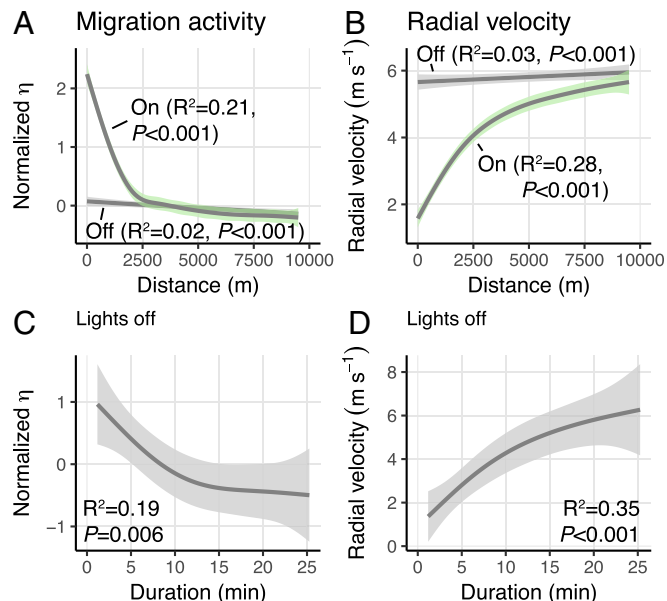 A Migration activity
Normalized η
2
1
0
On (R²=0.21,
P<0.001)
Off (R²=0.02, P<0.001)
0 2500 5000 7500 10000
Distance (m)
B Radial velocity
Radial velocity (m s⁻¹)
6
4
2
Off (R²=0.03, P<0.001)
On (R²=0.28,
P<0.001)
0 2500 5000 7500 10000
Distance (m)
C Lights off
Normalized η
1
0
−1
R²=0.19
P=0.006
0 5 10 15 20 25
Duration (min)
D Lights off
Radial velocity (m s⁻¹)
8
6
4
2
0
R²=0.35
P<0.001
0 5 10 15 20 25
Duration (min)